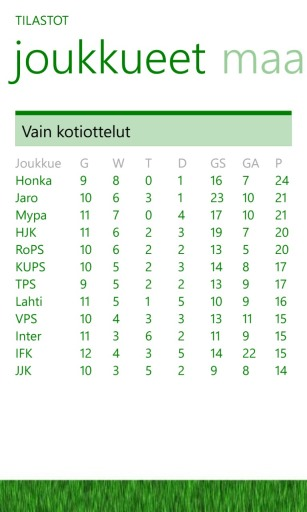 TILASTOT
joukkueet maa
Vain kotiottelut
Joukkue G W T D GS GA P
Honka 9 8 0 1 16 7 24
Jaro 10 6 3 1 23 10 21
Mypa 11 7 0 4 17 10 21
HJK 11 6 2 3 19 7 20
RoPS 10 6 2 2 13 5 20
KUPS 10 5 2 3 14 8 17
TPS 9 5 2 2 13 9 17
Lahti 11 5 1 5 10 9 16
VPS 10 4 3 3 13 11 15
Inter 11 3 6 2 11 9 15
IFK 12 4 3 5 14 22 15
JJK 10 3 5 2 9 8 14